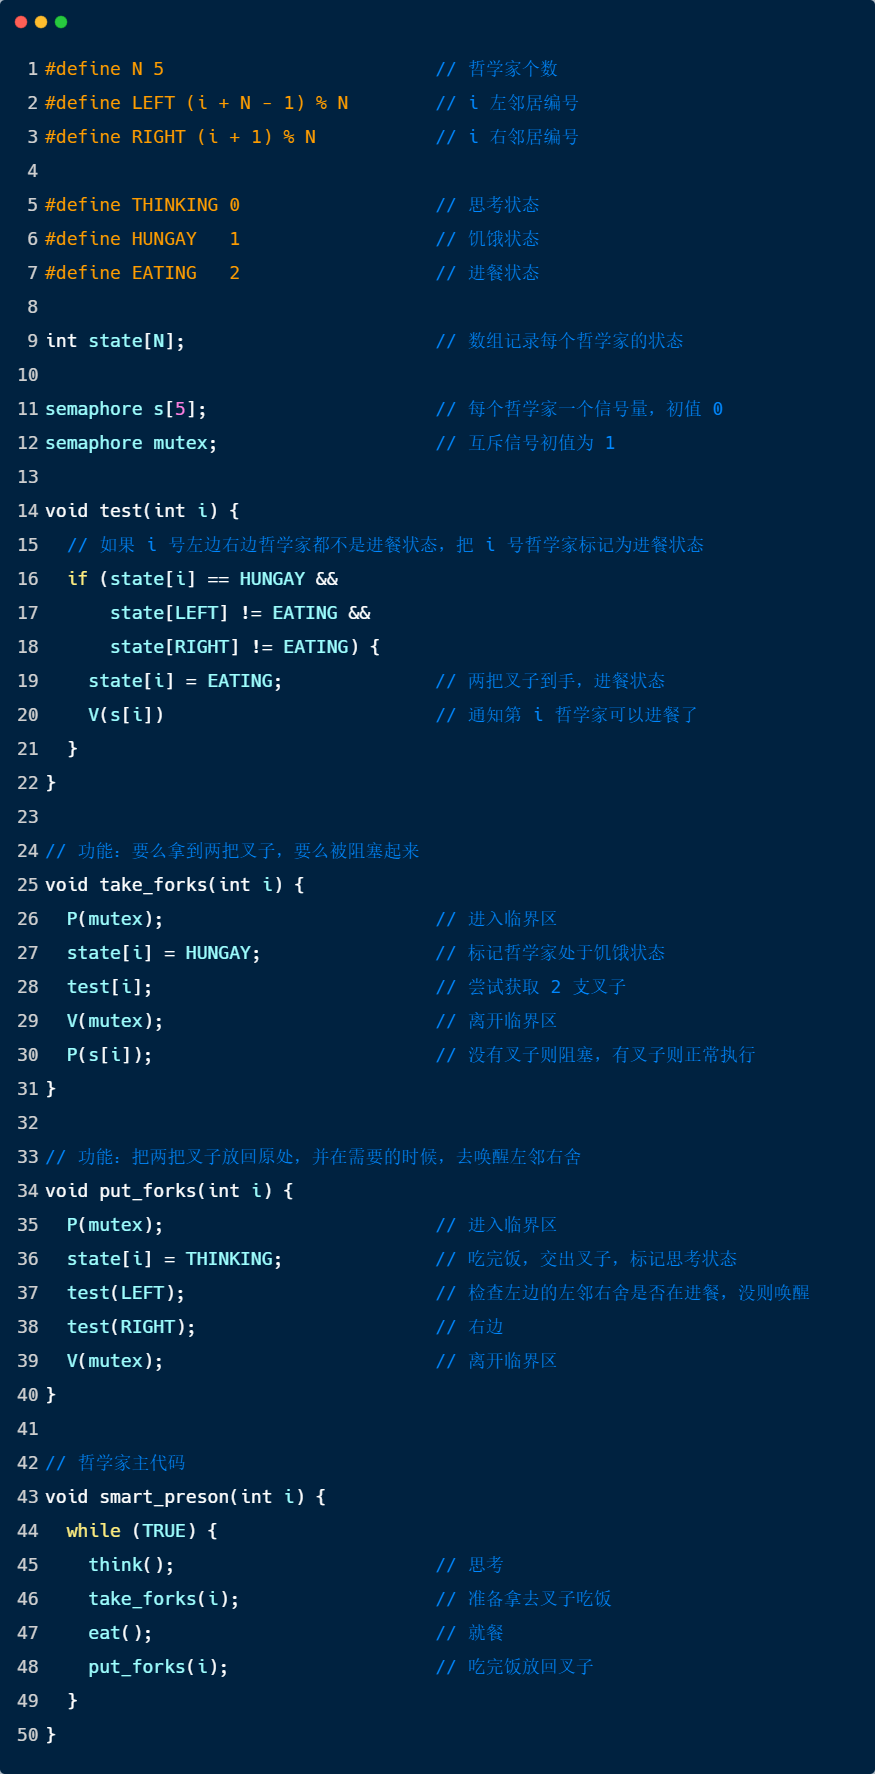 1 #define N 5 // 哲学家个数
2 #define LEFT (i + N - 1) % N // i 左邻居编号
3 #define RIGHT (i + 1) % N // i 右邻居编号
4
5 #define THINKING 0 // 思考状态
6 #define HUNGAY 1 // 饥饿状态
7 #define EATING 2 // 进餐状态
8
9 int state[N]; // 数组记录每个哲学家的状态
10
11 semaphore s[5]; // 每个哲学家一个信号量，初值 0
12 semaphore mutex; // 互斥信号初值为 1
13
14 void test(int i) {
15 // 如果 i 号左边右边哲学家都不是进餐状态，把 i 号哲学家标记为进餐状态
16 if (state[i] == HUNGAY &&
17 state[LEFT] != EATING &&
18 state[RIGHT] != EATING) {
19 state[i] = EATING; // 两把叉子到手，进餐状态
20 V(s[i]) // 通知第 i 哲学家可以进餐了
21 }
22 }
23
24 // 功能：要么拿到两把叉子，要么被阻塞起来
25 void take_forks(int i) {
26 P(mutex); // 进入临界区
27 state[i] = HUNGAY; // 标记哲学家处于饥饿状态
28 test[i]; // 尝试获取 2 支叉子
29 V(mutex); // 离开临界区
30 P(s[i]); // 没有叉子则阻塞，有叉子则正常执行
31 }
32
33 // 功能：把两把叉子放回原处，并在需要的时候，去唤醒左邻右舍
34 void put_forks(int i) {
35 P(mutex); // 进入临界区
36 state[i] = THINKING; // 吃完饭，交出叉子，标记思考状态
37 test(LEFT); // 检查左边的左邻右舍是否在进餐，没则唤醒
38 test(RIGHT); // 右边
39 V(mutex); // 离开临界区
40 }
41
42 // 哲学家主代码
43 void smart_preson(int i) {
44 while (TRUE) {
45 think(); // 思考
46 take_forks(i); // 准备拿去叉子吃饭
47 eat(); // 就餐
48 put_forks(i); // 吃完饭放回叉子
49 }
50 }